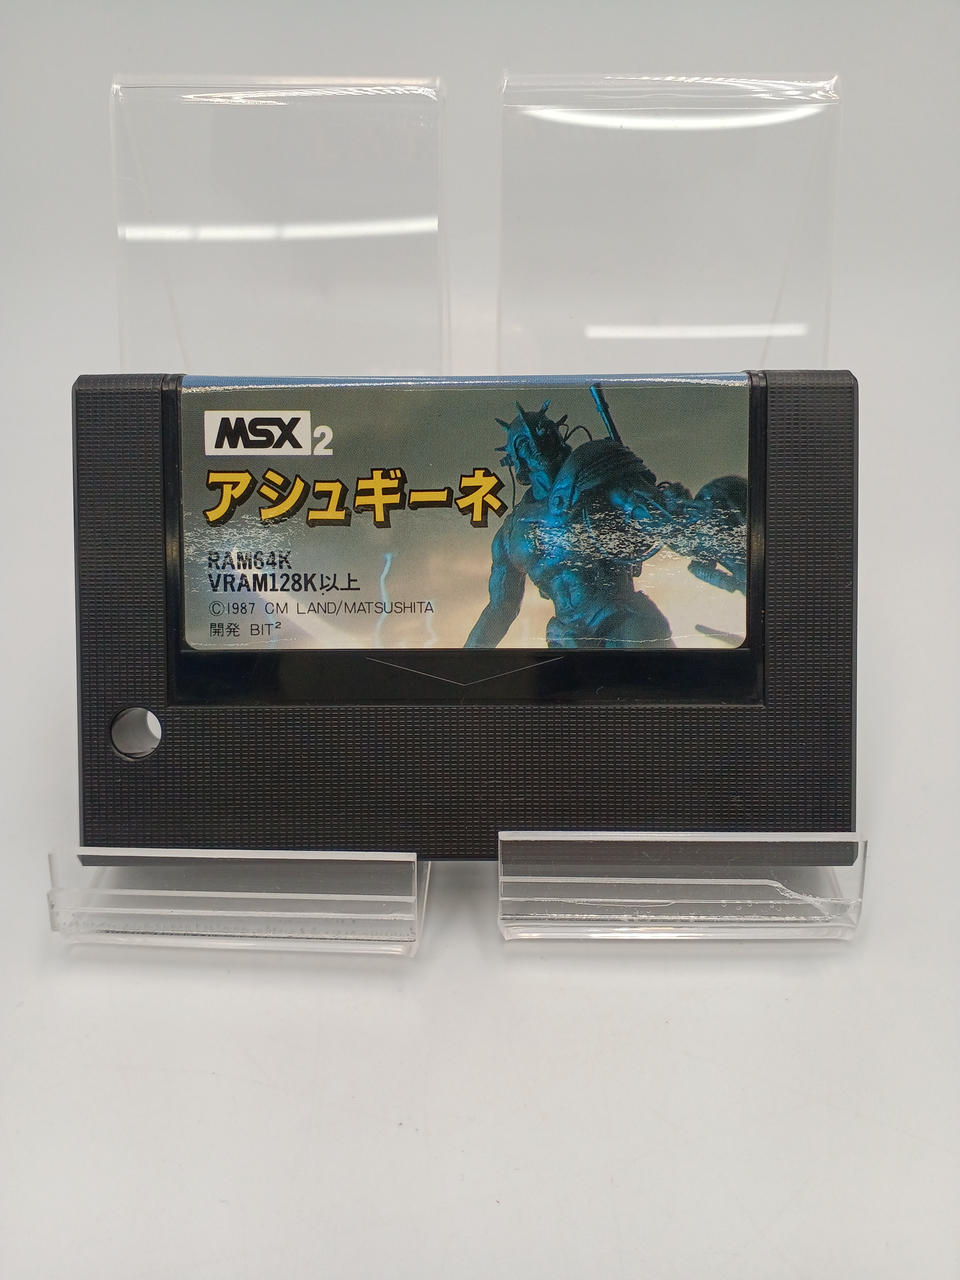 MSX2
アシュギーネ
RAM64K
VRAM128K以上
©1987 CM LAND/MATSUSHITA
開発 BIT²